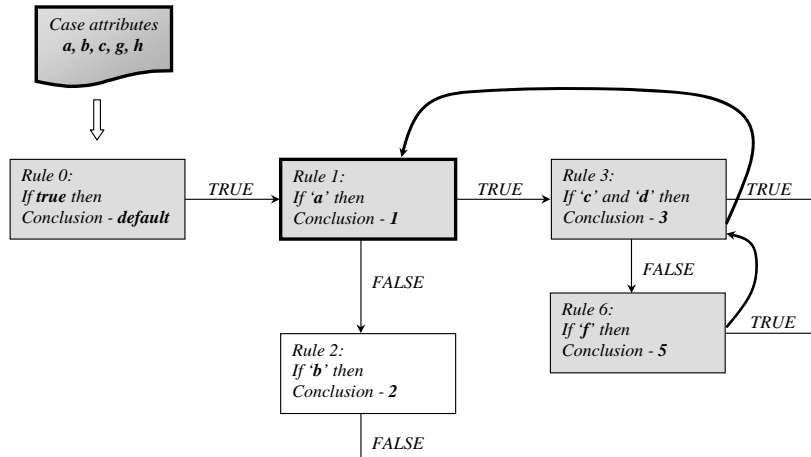 Case attributes
a, b, c, g, h
Rule 0:
If true then
Conclusion - default
TRUE
Rule 1:
If ‘a’ then
Conclusion - 1
TRUE
Rule 3:
If ‘c’ and ‘d’ then
Conclusion - 3
TRUE
FALSE
FALSE
Rule 6:
If ‘f’ then
Conclusion - 5
TRUE
Rule 2:
If ‘b’ then
Conclusion - 2
FALSE